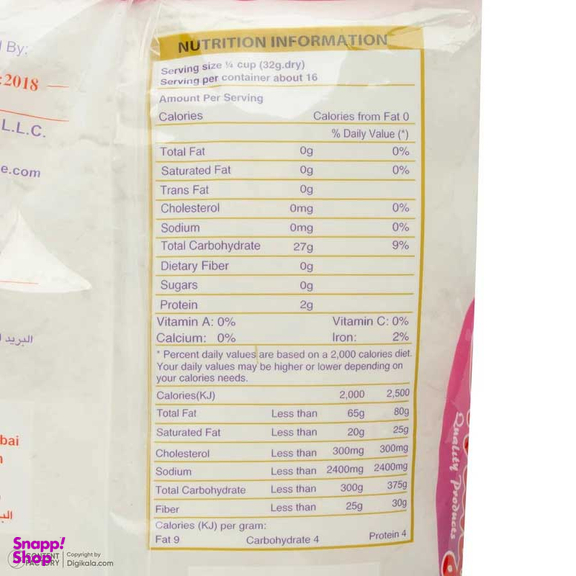 By:
:2018
L.L.C.
e.com
البريد ا
bai
NUTRITION INFORMATION
Serving size ¼ cup (32g.dry)
Serving per container about 16
Amount Per Serving
Calories Calories from Fat 0
% Daily Value (*)
Total Fat 0g 0%
Saturated Fat 0g 0%
Trans Fat 0g
Cholesterol 0mg 0%
Sodium 0mg 0%
Total Carbohydrate 27g 9%
Dietary Fiber 0g
Sugars 0g
Protein 2g
Vitamin A: 0% Vitamin C: 0%
Calcium: 0% Iron: 2%
* Percent daily values are based on a 2,000 calories diet.
Your daily values may be higher or lower depending on
your calories needs.
Calories(KJ) 2,000 2,500
Total Fat Less than 65g 80g
Saturated Fat Less than 20g 25g
Cholesterol Less than 300mg 300mg
Sodium Less than 2400mg 2400mg
Total Carbohydrate Less than 300g 375g
Fiber Less than 25g 30g
Calories (KJ) per gram:
Fat 9 Carbohydrate 4 Protein 4
Quality Products
Snapp!
Shop
CONTENT FACTORY
Copyright by
Digikala.com